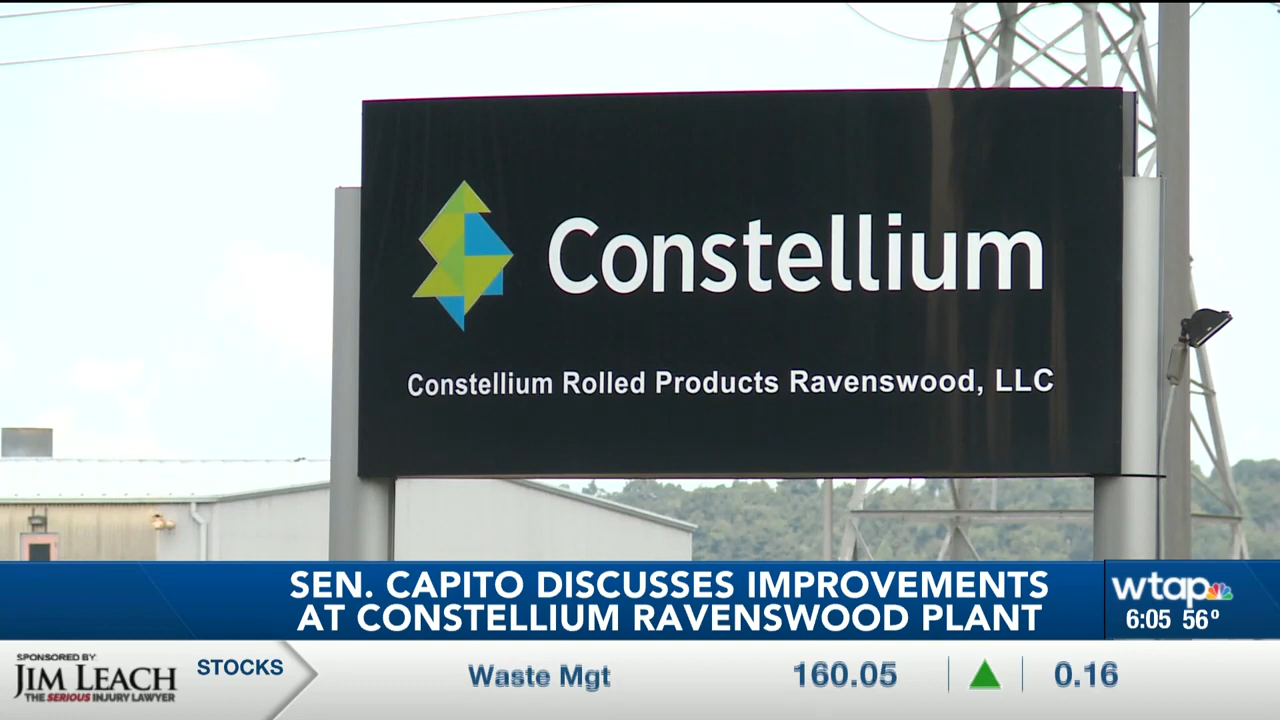 Constellium
Constellium Rolled Products Ravenswood, LLC
SEN. CAPITO DISCUSSES IMPROVEMENTS
AT CONSTELLIUM RAVENSWOOD PLANT
wtap
6:05 56°
SPONSORED BY
JIM LEACH
THE SERIOUS INJURY LAWYER
STOCKS
Waste Mgt 160.05 ▲ 0.16